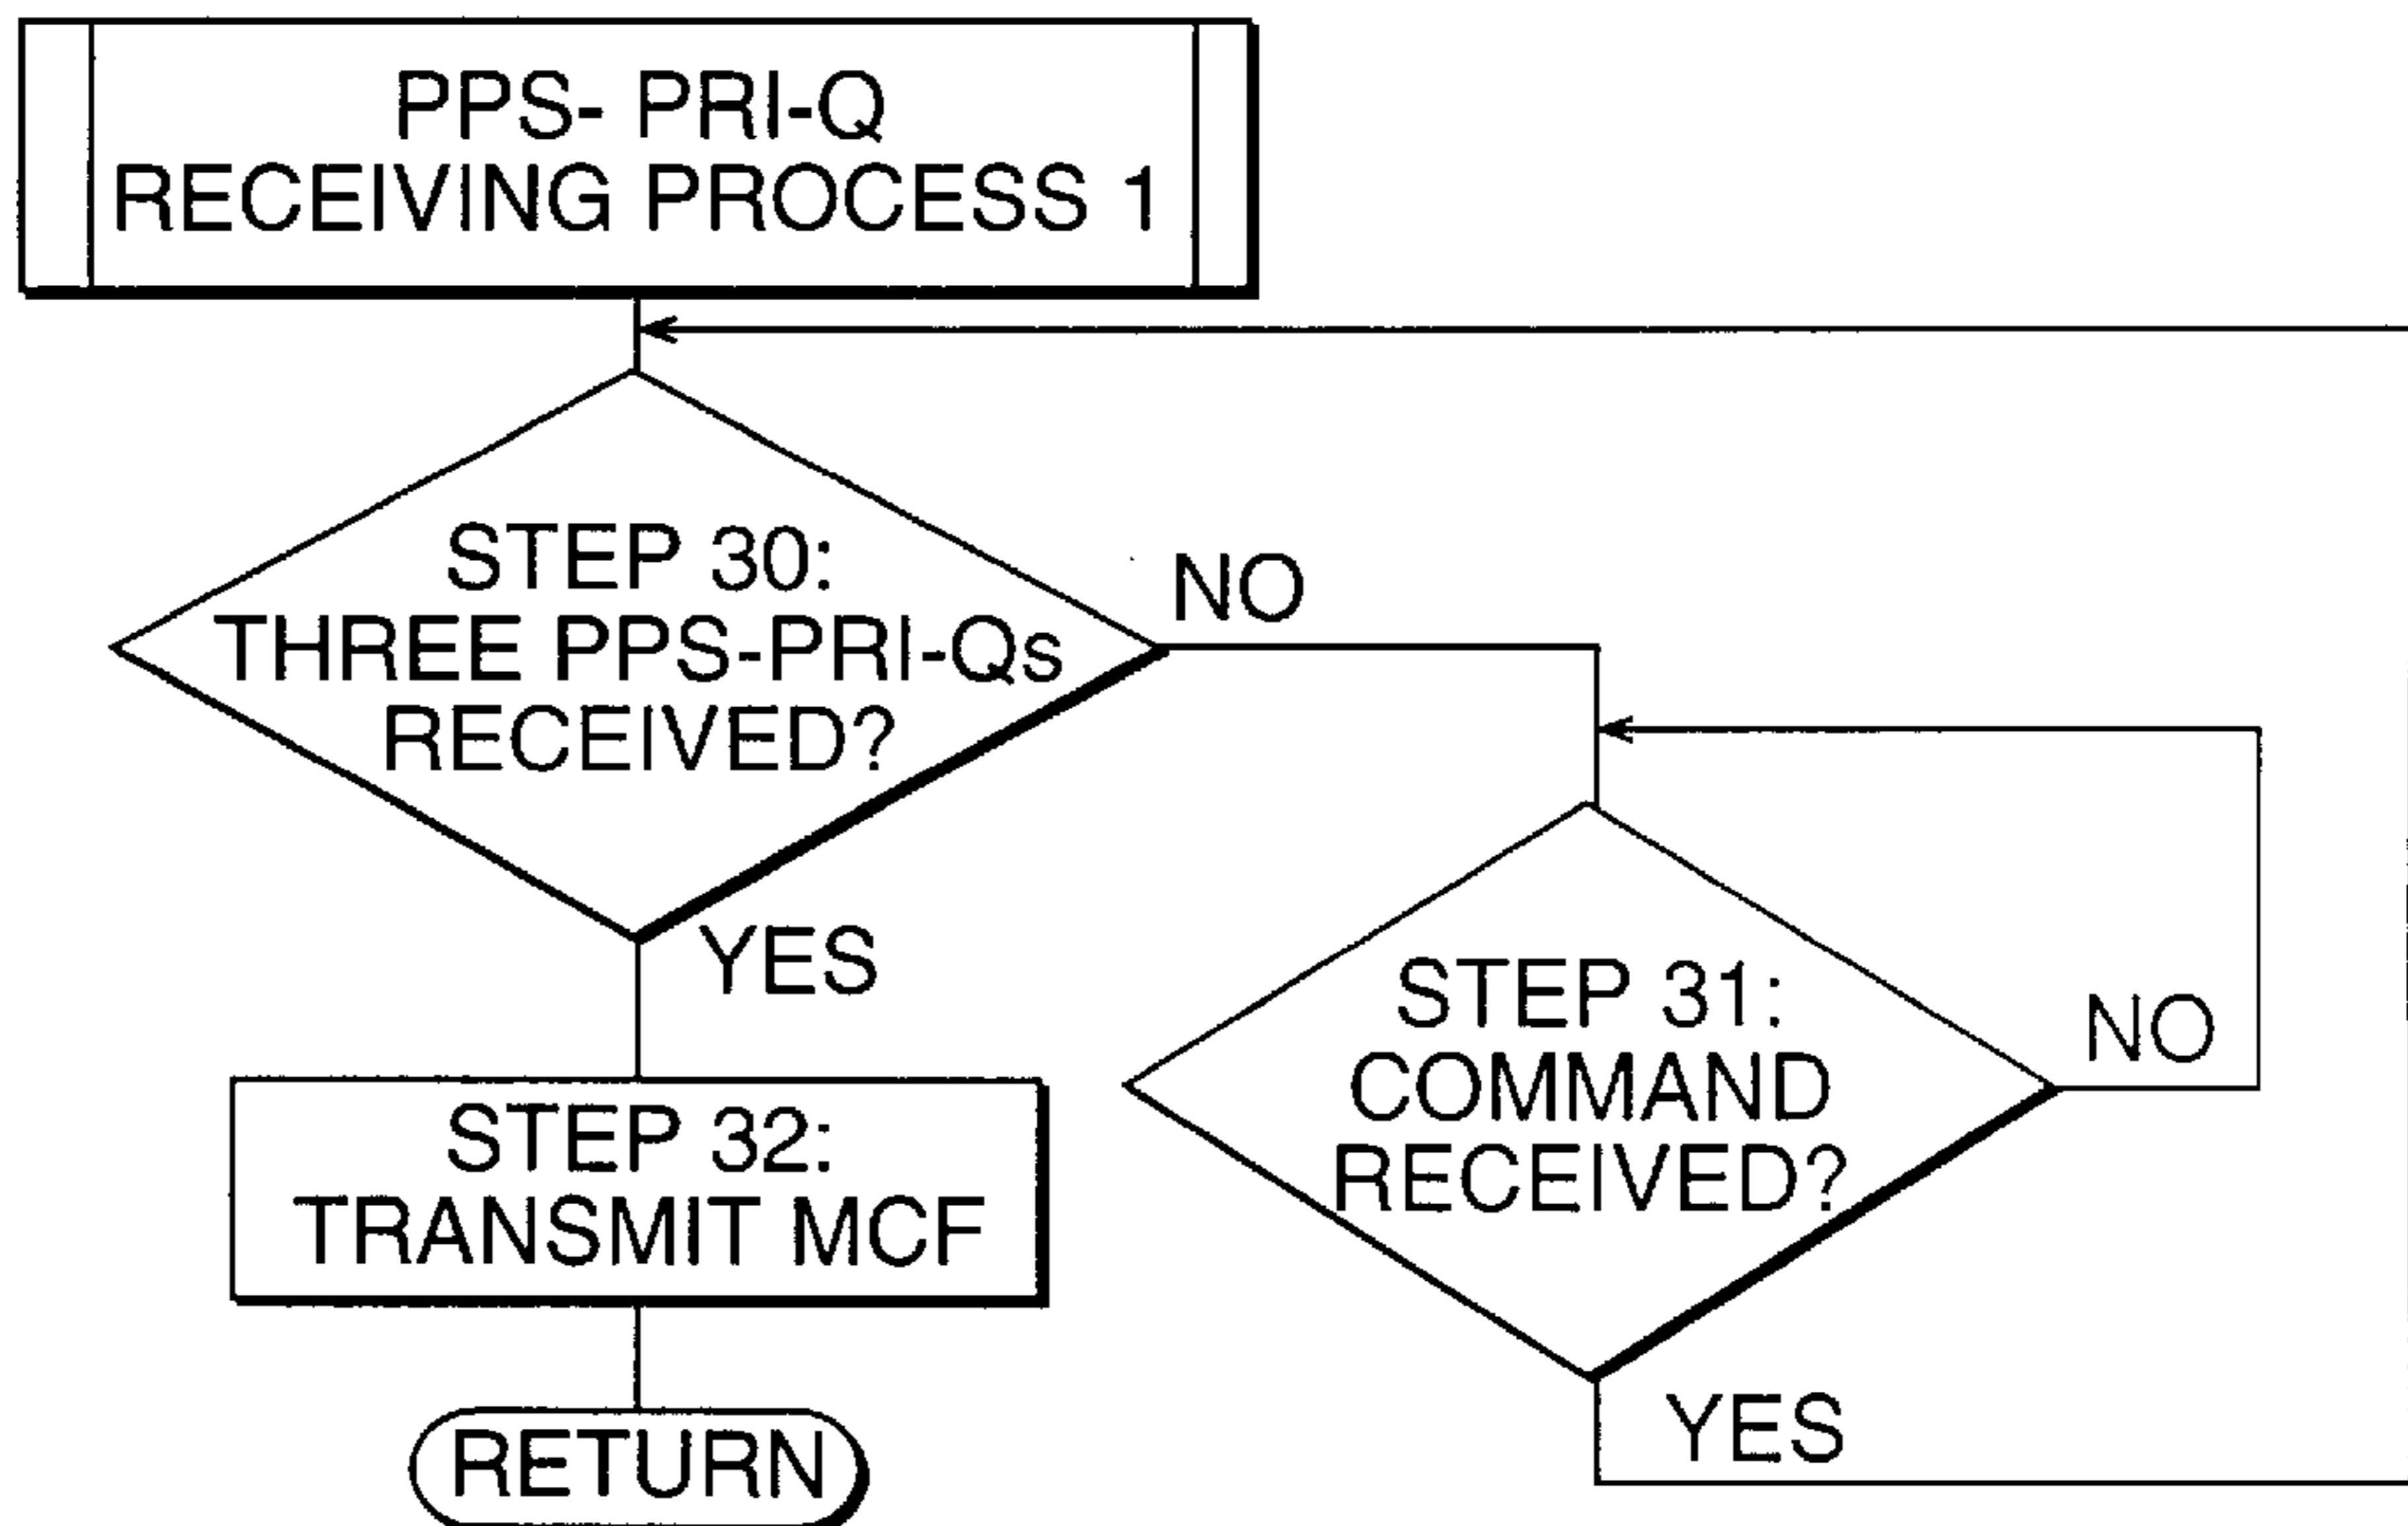 PPS- PRI-Q
RECEIVING PROCESS 1
STEP 30:
THREE PPS-PRI-Qs
RECEIVED?
NO
YES
STEP 31:
COMMAND
RECEIVED?
NO
YES
STEP 32:
TRANSMIT MCF
RETURN